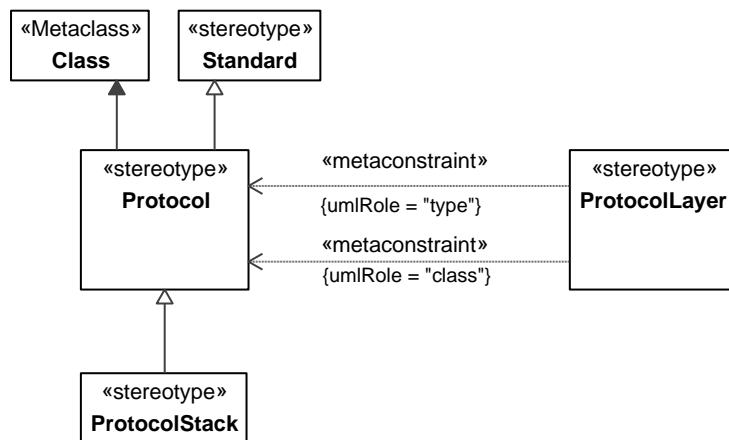 «Metaclass»
Class
«stereotype»
Standard
«stereotype»
Protocol
«metaconstraint»
{umlRole = "type"}
«metaconstraint»
{umlRole = "class"}
«stereotype»
ProtocolLayer
«stereotype»
ProtocolStack